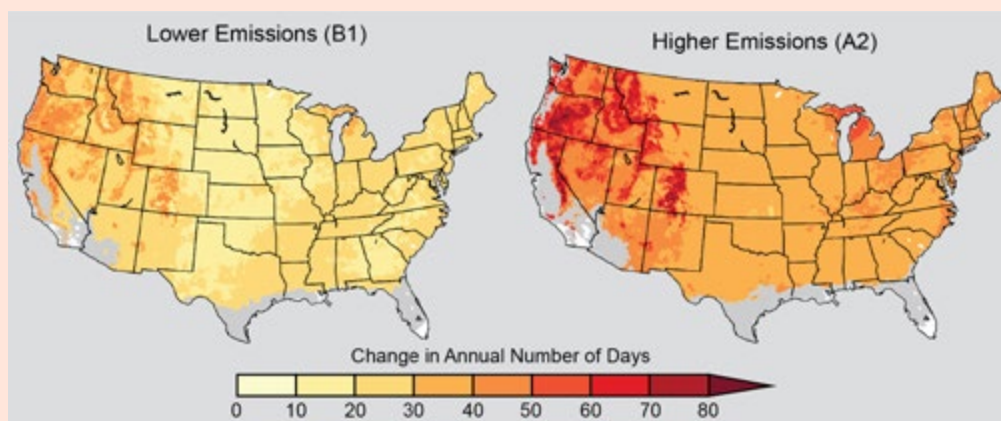 Lower Emissions (B1)
Higher Emissions (A2)
Change in Annual Number of Days
0 10 20 30 40 50 60 70 80